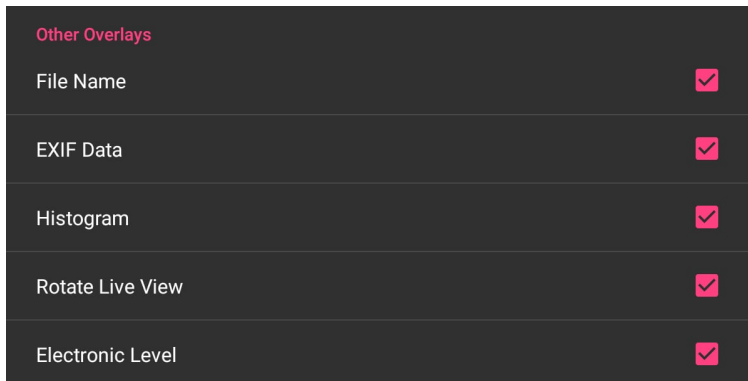 Other Overlays
File Name
EXIF Data
Histogram
Rotate Live View
Electronic Level